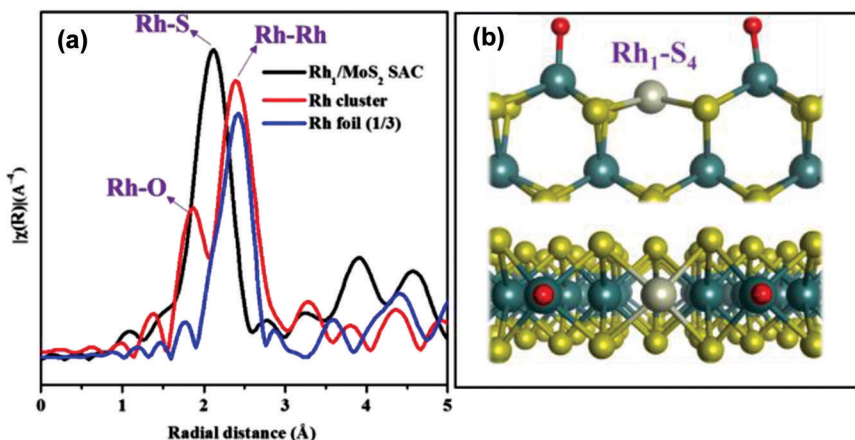 (a)
Rh-S
Rh-Rh
Rh₁/MoS₂ SAC
Rh cluster
Rh foil (1/3)
Rh-O
|χ(R)|(A⁻⁴)
0 1 2 3 4 5
Radial distance (Å)
(b)
Rh₁-S₄